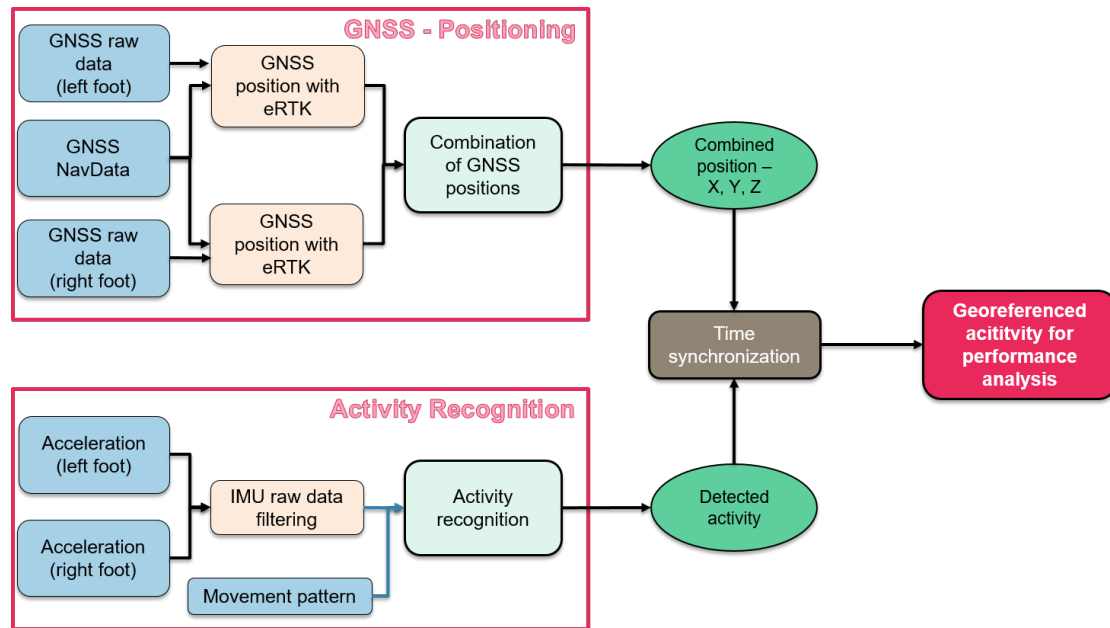 GNSS - Positioning
GNSS raw
data
(left foot)
GNSS
position with
eRTK
GNSS
NavData
Combination
of GNSS
positions
Combined
position –
X, Y, Z
GNSS raw
data
(right foot)
GNSS
position with
eRTK
Time
synchronization
Georeferenced
acititvity for
performance
analysis
Activity Recognition
Acceleration
(left foot)
IMU raw data
filtering
Activity
recognition
Detected
activity
Acceleration
(right foot)
Movement pattern